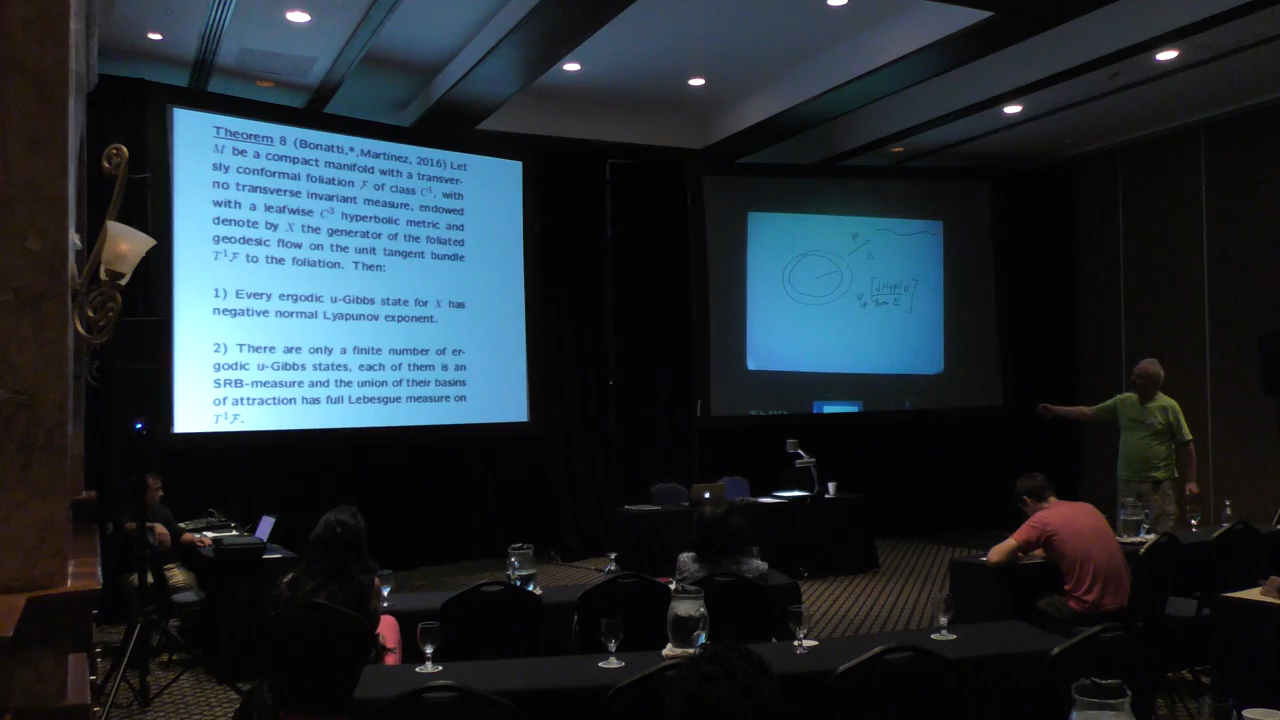 Theorem 8 (Bonatti,*,Martínez, 2016) Let
M be a compact manifold with a transver-
sly conformal foliation F of class C¹, with
no transverse invariant measure, endowed
with a leafwise C³ hyperbolic metric and
denote by X the generator of the foliated
geodesic flow on the unit tangent bundle
T¹F to the foliation. Then:
1) Every ergodic u-Gibbs state for X has
negative normal Lyapunov exponent.
2) There are only a finite number of er-
godic u-Gibbs states, each of them is an
SRB-measure and the union of their basins
of attraction has full Lebesgue measure on
T¹F.